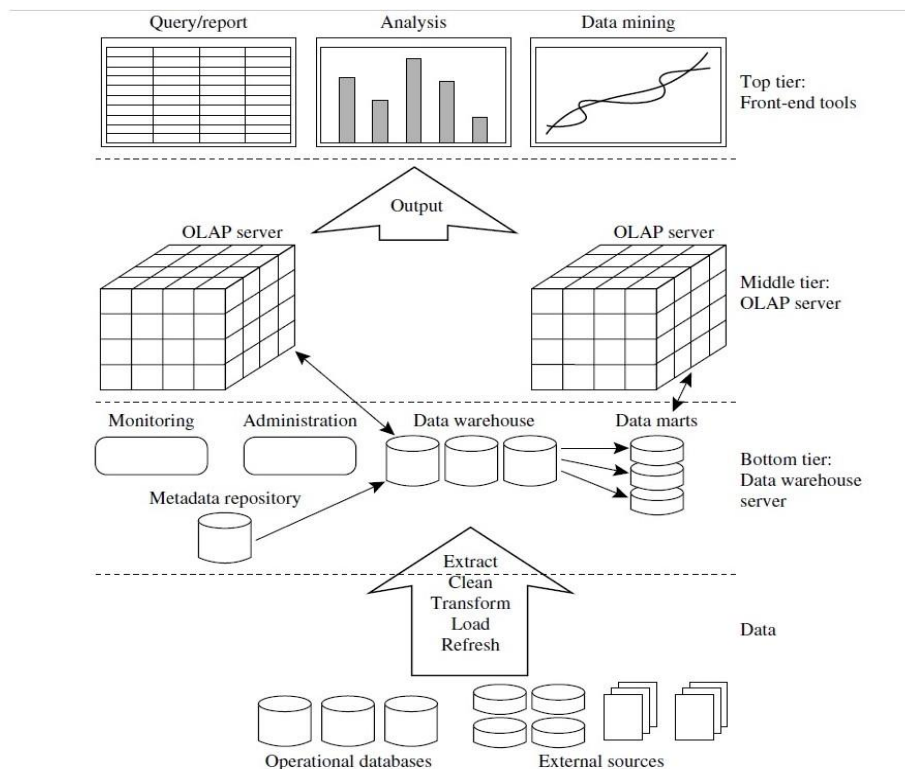 Query/report
Analysis
Data mining
Top tier:
Front-end tools
Output
OLAP server
OLAP server
Middle tier:
OLAP server
Monitoring
Administration
Data warehouse
Data marts
Bottom tier:
Data warehouse
server
Metadata repository
Extract
Clean
Transform
Load
Refresh
Data
Operational databases
External sources